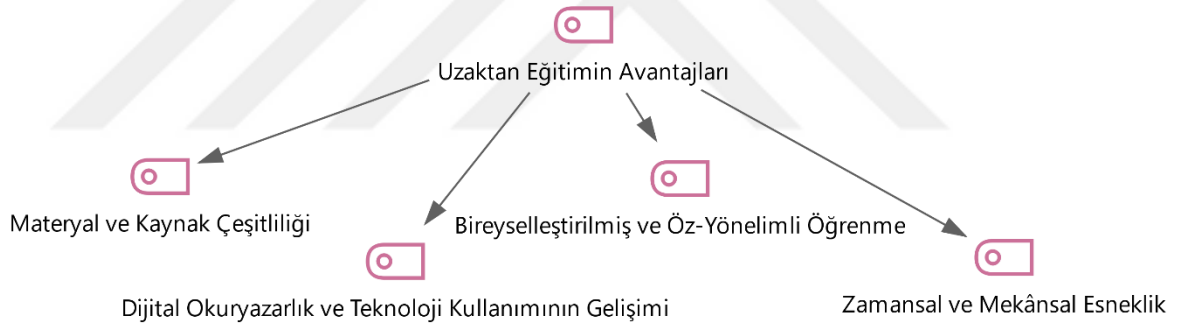 Uzaktan Eğitimin Avantajları
Materyal ve Kaynak Çeşitliliği
Bireyselleştirilmiş ve Öz-Yönelimli Öğrenme
Dijital Okuryazarlık ve Teknoloji Kullanımının Gelişimi
Zamansal ve Mekânsal Esneklik